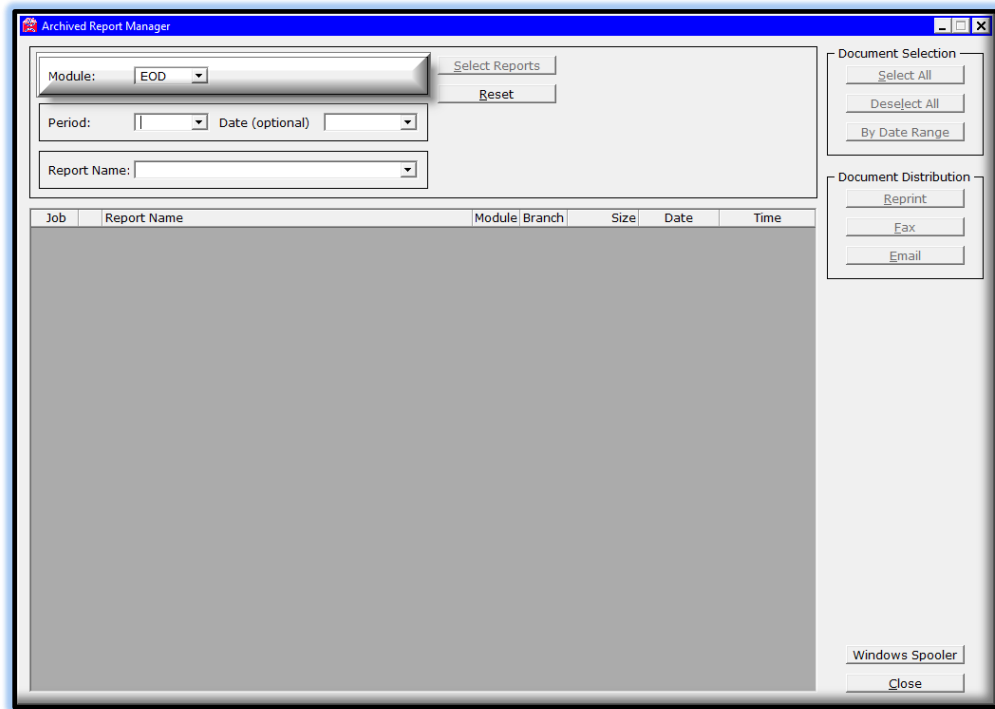 Archived Report Manager
Module: EOD
Select Reports
Reset
Period:
Date (optional)
Report Name:
Job Report Name Module Branch Size Date Time
Document Selection
Select All
Deselect All
By Date Range
Document Distribution
Reprint
Fax
Email
Windows Spooler
Close